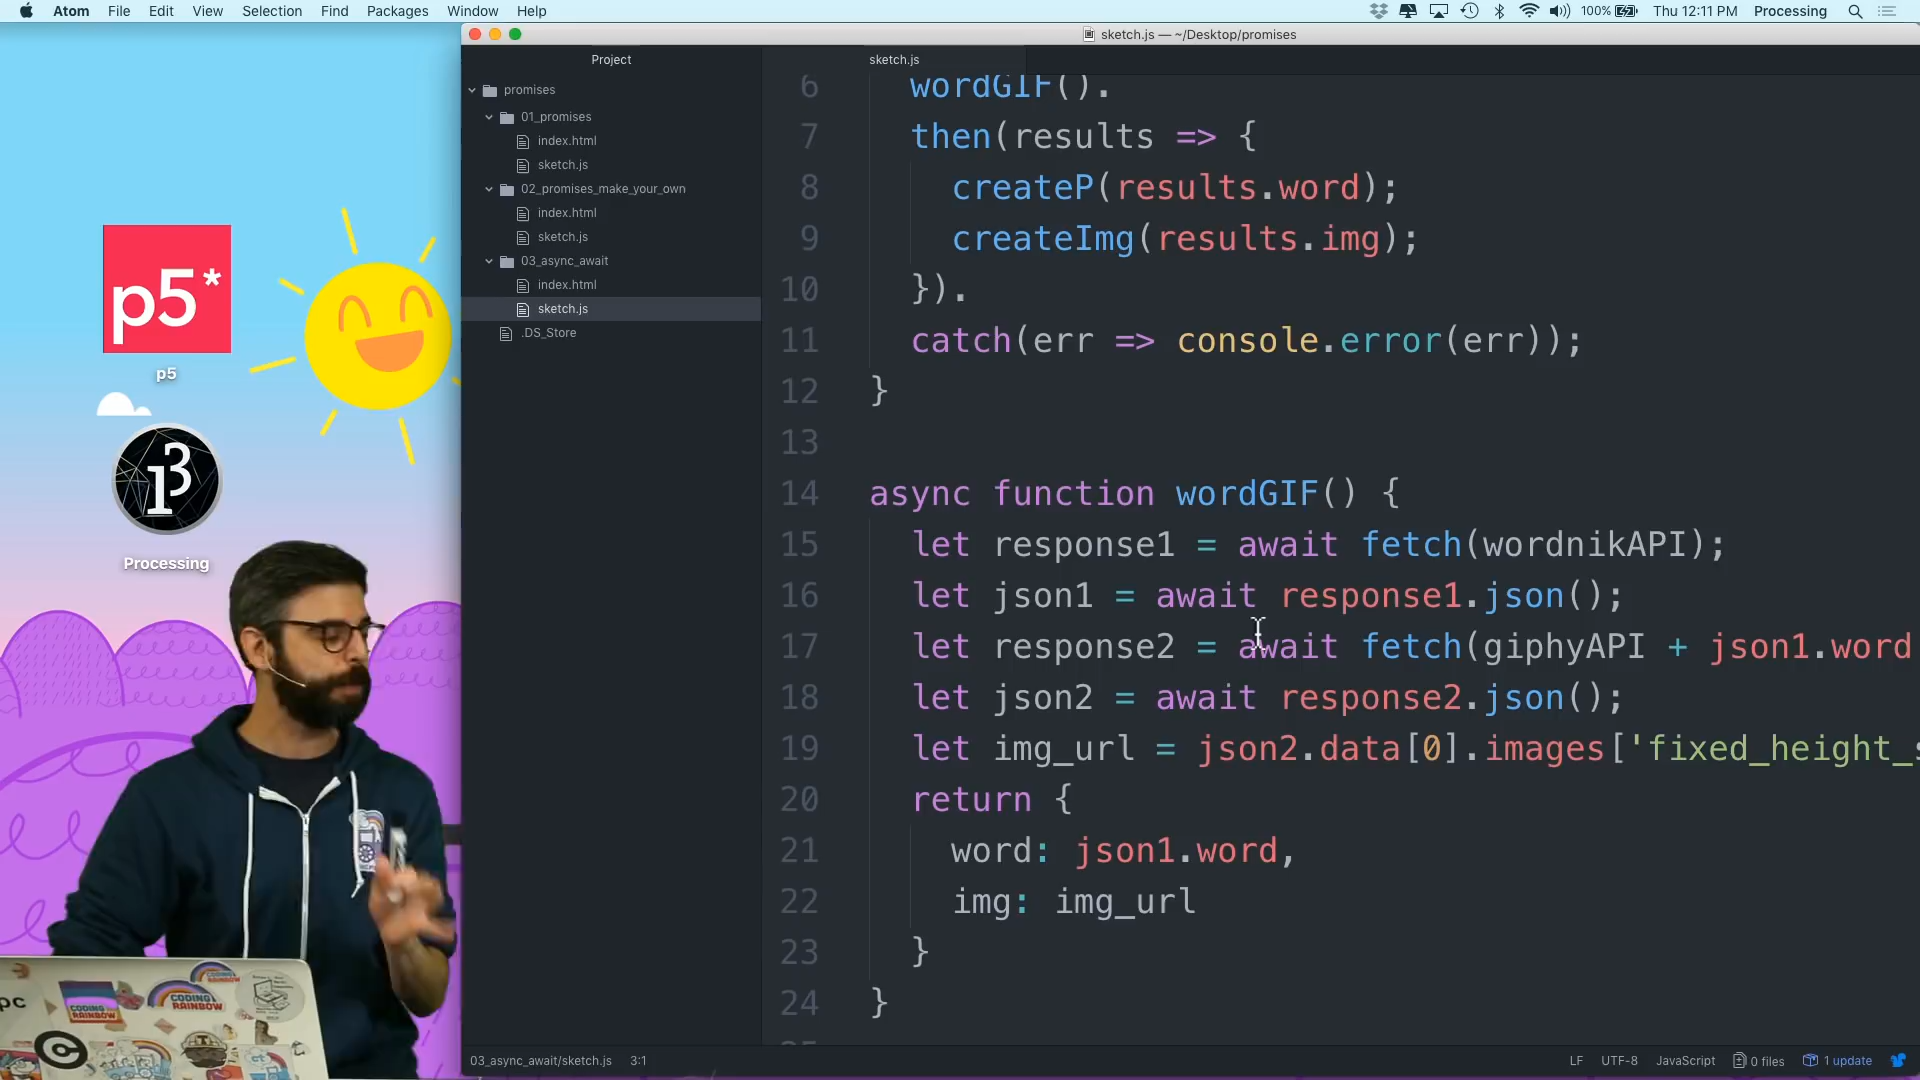 Atom File Edit View Selection Find Packages Window Help
100% Thu 12:11 PM Processing
sketch.js — ~/Desktop/promises
Project
sketch.js
promises
01_promises
index.html
sketch.js
02_promises_make_your_own
index.html
sketch.js
03_async_await
index.html
sketch.js
.DS_Store
6 wordGIF().
7 then(results => {
8 createP(results.word);
9 createImg(results.img);
10 }).
11 catch(err => console.error(err));
12 }
13
14 async function wordGIF() {
15 let response1 = await fetch(wordnikAPI);
16 let json1 = await response1.json();
17 let response2 = await fetch(giphyAPI + json1.word
18 let json2 = await response2.json();
19 let img_url = json2.data[0].images['fixed_height_s
20 return {
21 word: json1.word,
22 img: img_url
23 }
24 }
03_async_await/sketch.js 3:1
LF UTF-8 JavaScript 0 files 1 update
p5*
p5
Processing
CODING
RAINBOW
CODING
RAINBOW